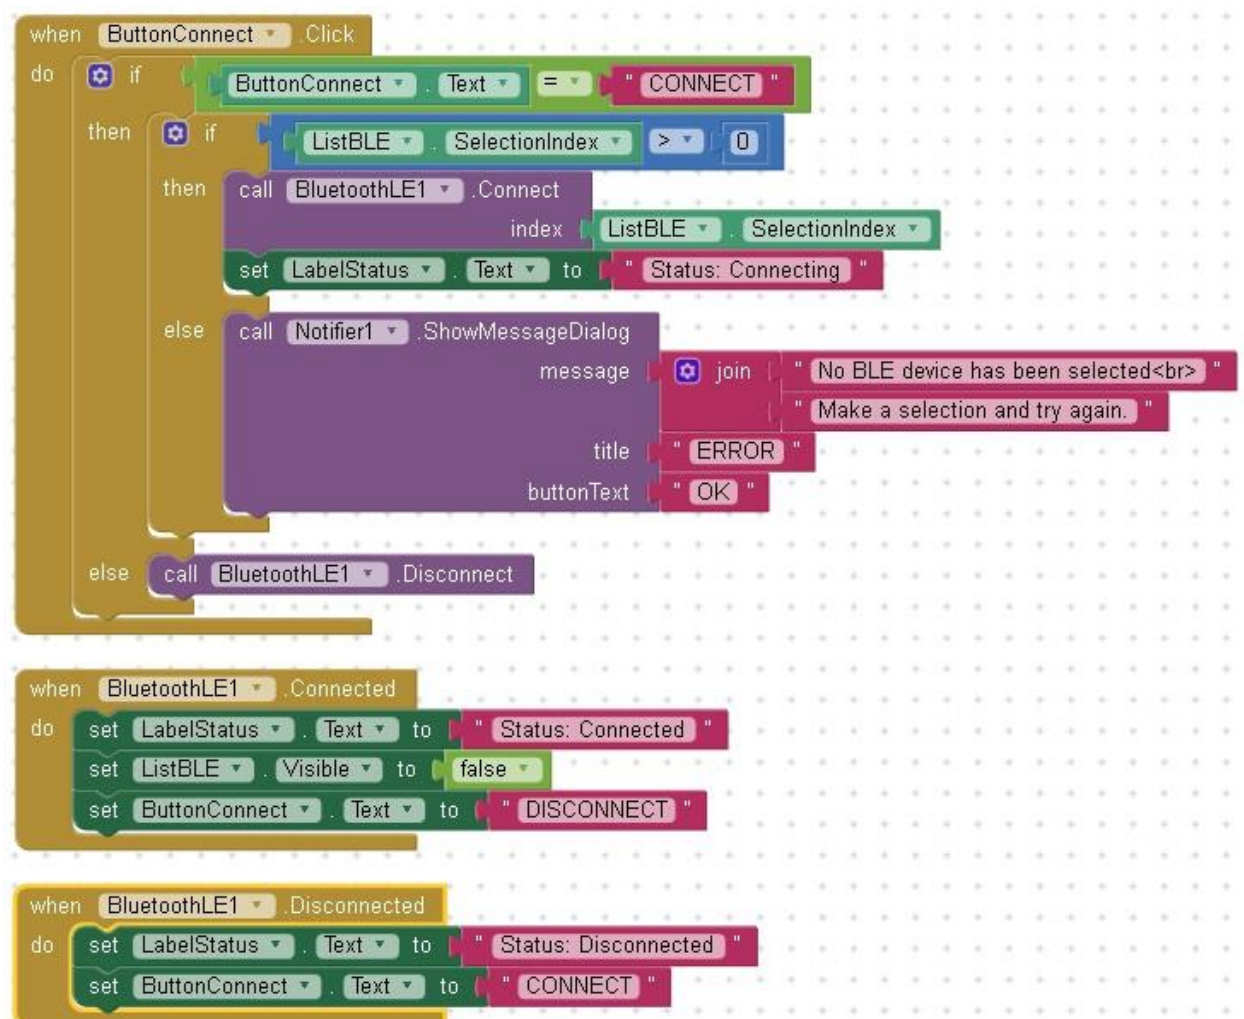 when ButtonConnect .Click
do if ButtonConnect . Text = " CONNECT "
then if ListBLE . SelectionIndex > 0
then call BluetoothLE1 .Connect
index ListBLE . SelectionIndex
set LabelStatus . Text to " Status: Connecting "
else call Notifier1 .ShowMessageDialog
message join " No BLE device has been selected<br> "
" Make a selection and try again. "
title " ERROR "
buttonText " OK "
else call BluetoothLE1 .Disconnect
when BluetoothLE1 .Connected
do set LabelStatus . Text to " Status: Connected "
set ListBLE . Visible to false
set ButtonConnect . Text to " DISCONNECT "
when BluetoothLE1 .Disconnected
do set LabelStatus . Text to " Status: Disconnected "
set ButtonConnect . Text to " CONNECT "